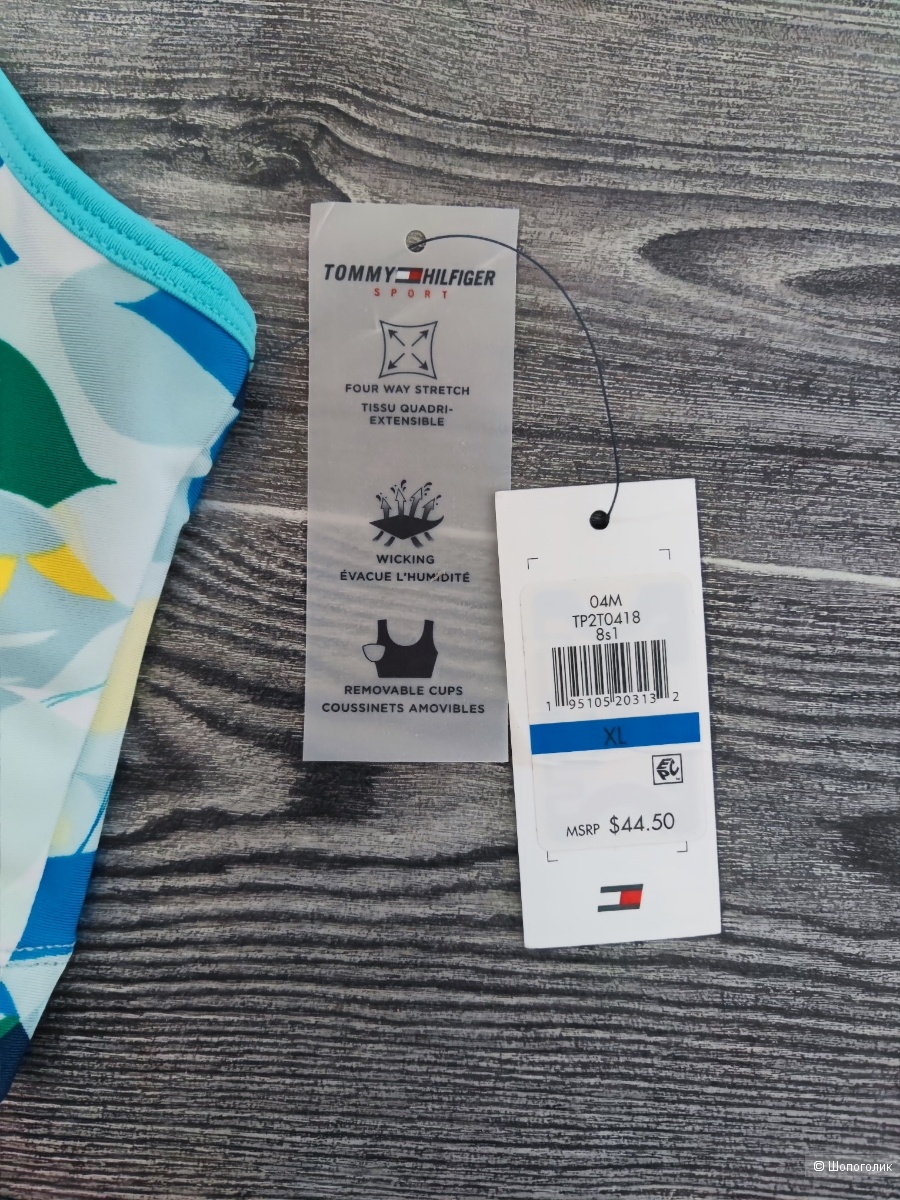 TOMMY HILFIGER
SPORT
FOUR WAY STRETCH
TISSU QUADRI-
EXTENSIBLE
WICKING
ÉVACUE L'HUMIDITÉ
REMOVABLE CUPS
COUSSINETS AMOVIBLES
04M
TP2T0418
8s1
1 95105 20313 2
XL
EPC
MSRP $44.50
© Шопоголик